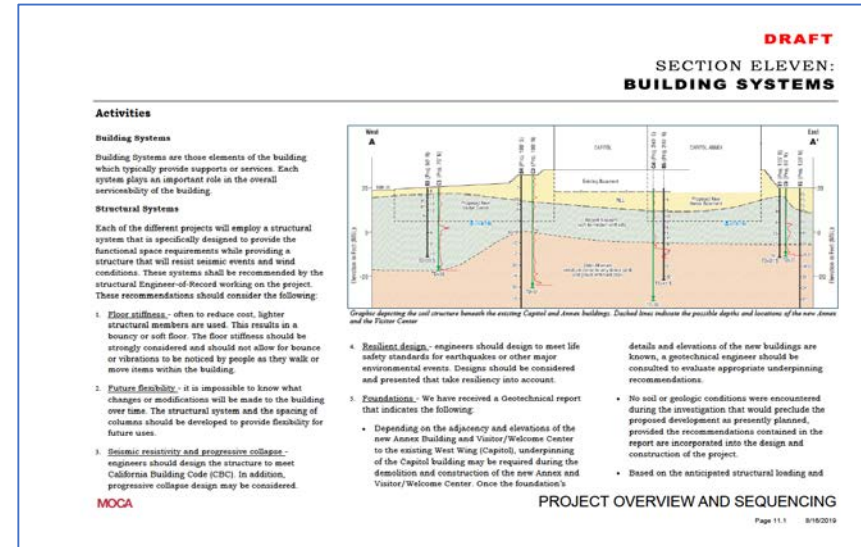 DRAFT
SECTION ELEVEN:
BUILDING SYSTEMS
Activities
Building Systems
Building Systems are those elements of the building
which typically provide supports or services. Each
system plays an important role in the overall
serviceability of the building.
Structural Systems
Each of the different projects will employ a structural
system that is specifically designed to provide the
functional space requirements while providing a
structure that will resist seismic events and wind
conditions. These systems shall be recommended by the
structural Engineer-of-Record working on the project.
These recommendations should consider the following:
1. Floor stiffness - often to reduce cost, lighter
structural members are used. This results in a
bouncy or soft floor. The floor stiffness should be
strongly considered and should not allow for bounce
or vibrations to be noticed by people as they walk or
move items within the building.
2. Future flexibility - it is impossible to know what
changes or modifications will be made to the building
over time. The structural system and the spacing of
columns should be developed to provide flexibility for
future uses.
3. Seismic resistivity and progressive collapse -
engineers should design the structure to meet
California Building Code (CBC). In addition,
progressive collapse design may be considered.
West
A
CAPITOL
CAPITOL ANNEX
East
A'
Existing Basement
Proposed New
Proposed New
Elevation in Feet (MSL)
Elevation in Feet (MSL)
Graphic depicting the soil structure beneath the existing Capitol and Annex buildings. Dashed lines indicate the possible depths and locations of the new Annex
and the Visitor Center
4. Resilient design - engineers should design to meet life
safety standards for earthquakes or other major
environmental events. Designs should be considered
and presented that take resiliency into account.
5. Foundations - We have received a Geotechnical report
that indicates the following:
• Depending on the adjacency and elevations of the
new Annex Building and Visitor/Welcome Center
to the existing West Wing (Capitol), underpinning
of the Capitol building may be required during the
demolition and construction of the new Annex and
Visitor/Welcome Center. Once the foundation's
details and elevations of the new buildings are
known, a geotechnical engineer should be
consulted to evaluate appropriate underpinning
recommendations.
• No soil or geologic conditions were encountered
during the investigation that would preclude the
proposed development as presently planned,
provided the recommendations contained in the
report are incorporated into the design and
construction of the project.
• Based on the anticipated structural loading and
MOCA
PROJECT OVERVIEW AND SEQUENCING
Page 11.1 8/16/2019